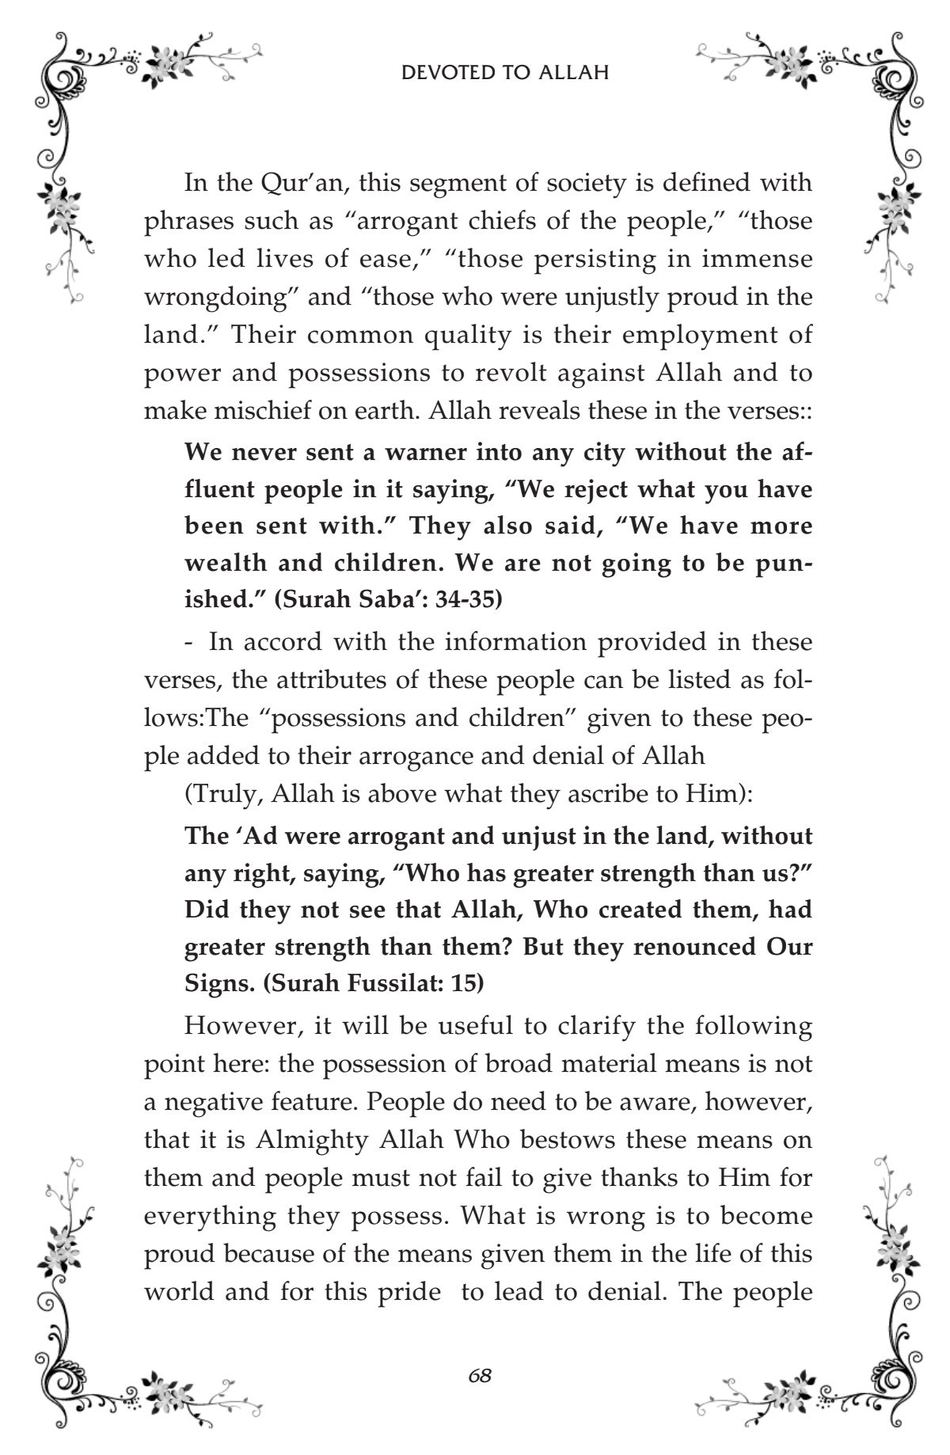 DEVOTED TO ALLAH
In the Qur’an, this segment of society is defined with
phrases such as “arrogant chiefs of the people,” “those
who led lives of ease,” “those persisting in immense
wrongdoing” and “those who were unjustly proud in the
land.” Their common quality is their employment of
power and possessions to revolt against Allah and to
make mischief on earth. Allah reveals these in the verses::
We never sent a warner into any city without the af-
fluent people in it saying, “We reject what you have
been sent with.” They also said, “We have more
wealth and children. We are not going to be pun-
ished.” (Surah Saba’: 34-35)
- In accord with the information provided in these
verses, the attributes of these people can be listed as fol-
lows:The “possessions and children” given to these peo-
ple added to their arrogance and denial of Allah
(Truly, Allah is above what they ascribe to Him):
The ‘Ad were arrogant and unjust in the land, without
any right, saying, “Who has greater strength than us?”
Did they not see that Allah, Who created them, had
greater strength than them? But they renounced Our
Signs. (Surah Fussilat: 15)
However, it will be useful to clarify the following
point here: the possession of broad material means is not
a negative feature. People do need to be aware, however,
that it is Almighty Allah Who bestows these means on
them and people must not fail to give thanks to Him for
everything they possess. What is wrong is to become
proud because of the means given them in the life of this
world and for this pride  to lead to denial. The people
68